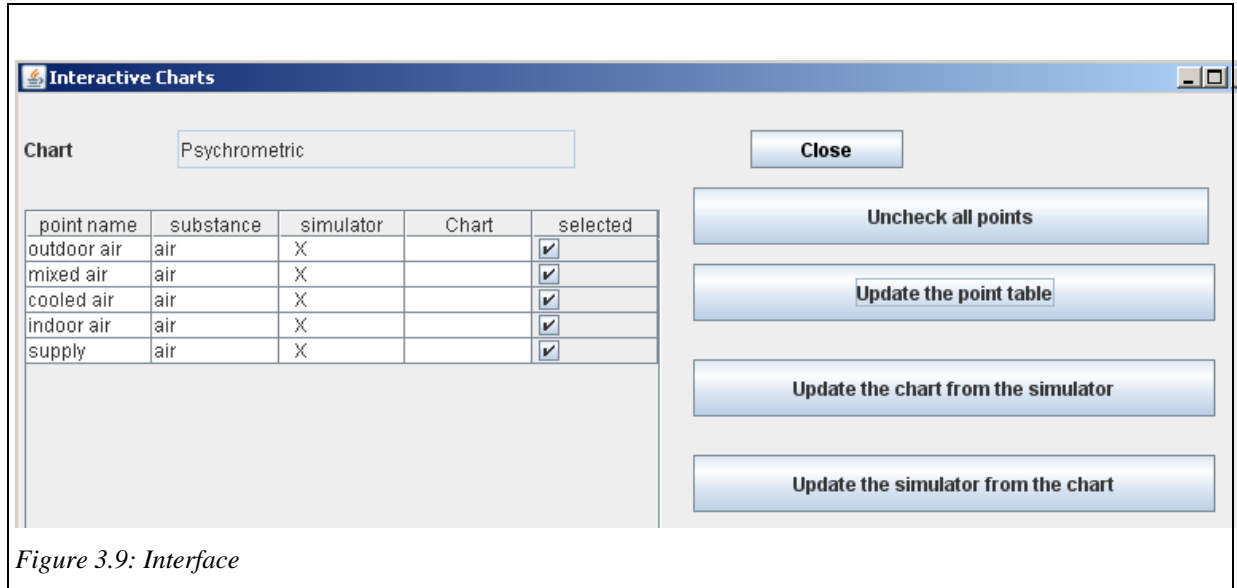 Interactive Charts
Chart Psychrometric Close
Uncheck all points
point name substance simulator Chart selected
outdoor air air X
mixed air air X
cooled air air X
indoor air air X
supply air X
Update the point table
Update the chart from the simulator
Update the simulator from the chart
Figure 3.9: Interface